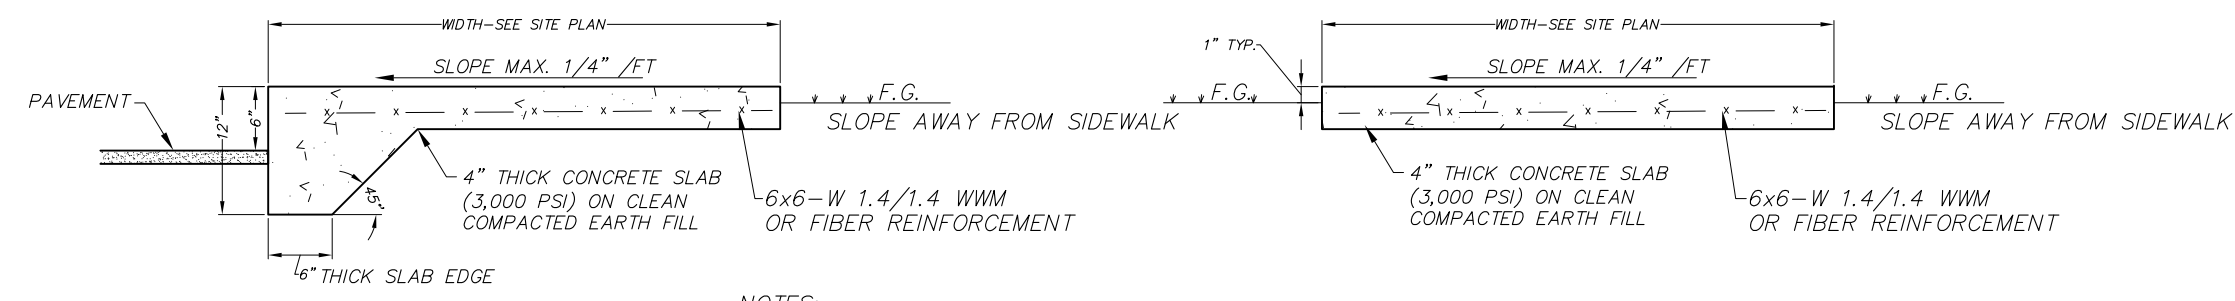 WIDTH-SEE SITE PLAN
SLOPE MAX. 1/4" /FT
PAVEMENT
12"
6"
F.G.
SLOPE AWAY FROM SIDEWALK
45°
4" THICK CONCRETE SLAB
(3,000 PSI) ON CLEAN
COMPACTED EARTH FILL
6x6-W 1.4/1.4 WWM
OR FIBER REINFORCEMENT
6" THICK SLAB EDGE
WIDTH-SEE SITE PLAN
1" TYP.
SLOPE MAX. 1/4" /FT
F.G.
F.G.
SLOPE AWAY FROM SIDEWALK
4" THICK CONCRETE SLAB
(3,000 PSI) ON CLEAN
COMPACTED EARTH FILL
6x6-W 1.4/1.4 WWM
OR FIBER REINFORCEMENT
NOTES: